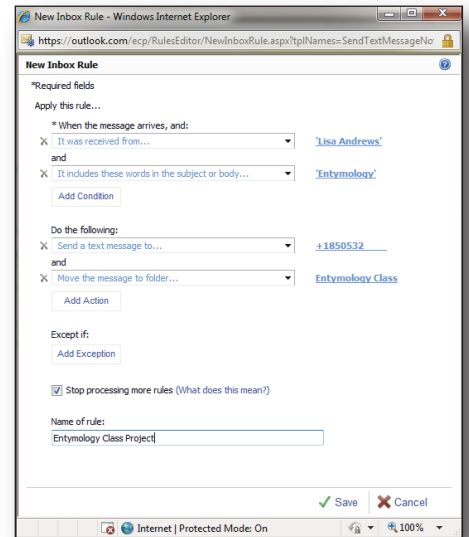 New Inbox Rule - Windows Internet Explorer
https://outlook.com/ecp/RulesEditor/NewInboxRule.aspx?tplNames=SendTextMessageNo
New Inbox Rule
*Required fields
Apply this rule...
* When the message arrives, and:
It was received from... 'Lisa Andrews'
and
It includes these words in the subject or body... 'Entymology'
Add Condition
Do the following:
Send a text message to... +1850532
and
Move the message to folder... Entymology Class
Add Action
Except if:
Add Exception
Stop processing more rules (What does this mean?)
Name of rule:
Entymology Class Project
Save Cancel
Internet | Protected Mode: On 100%